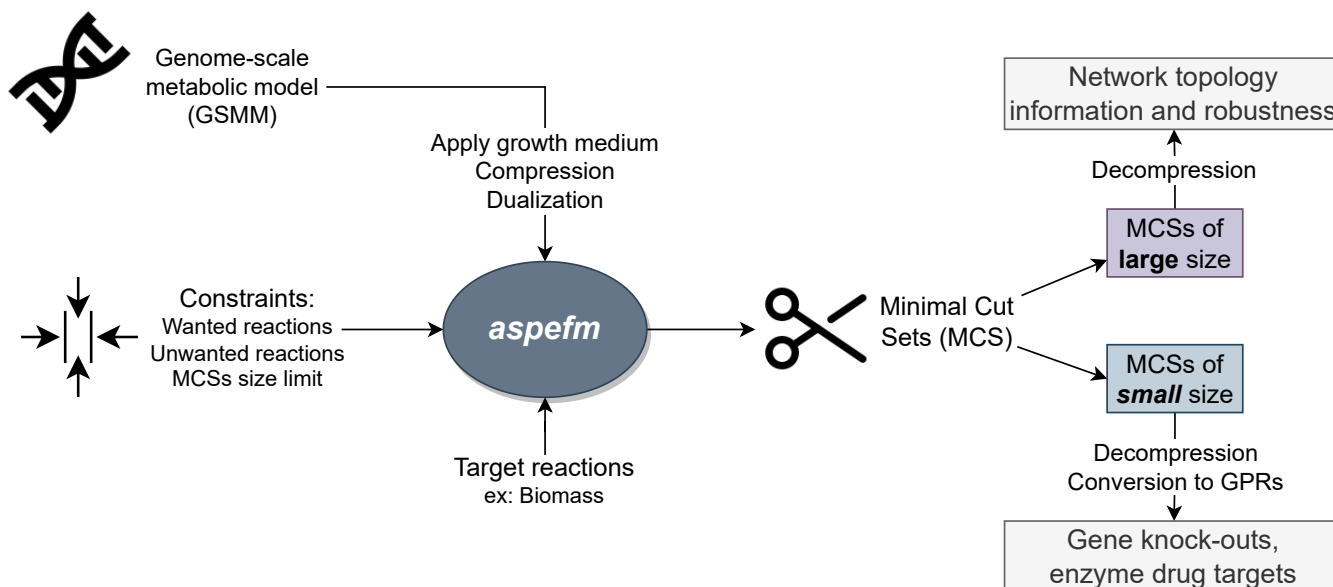 Genome-scale
metabolic model
(GSMM)
Apply growth medium
Compression
Dualization
Constraints:
Wanted reactions
Unwanted reactions
MCSs size limit
aspefm
Target reactions
ex: Biomass
Minimal Cut
Sets (MCS)
Network topology
information and robustness
Decompression
MCSs of
large size
MCSs of
small size
Decompression
Conversion to GPRs
Gene knock-outs,
enzyme drug targets